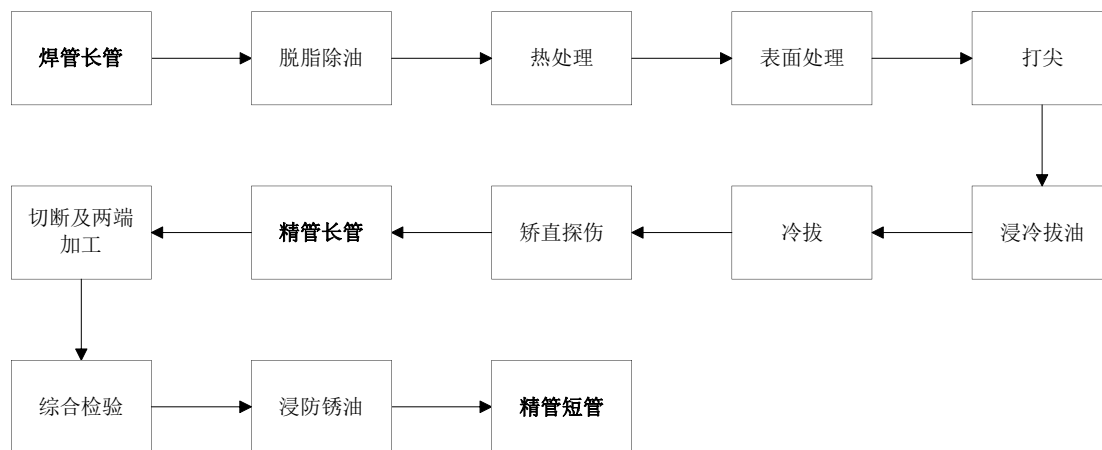 焊管长管
脱脂除油
热处理
表面处理
打尖
浸冷拔油
冷拔
矫直探伤
精管长管
切断及两端
加工
综合检验
浸防锈油
精管短管